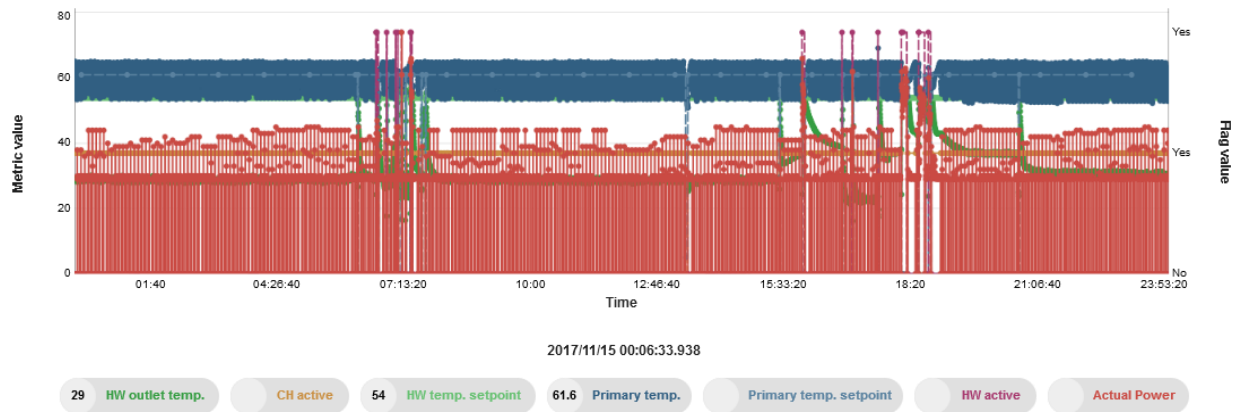 80
Yes
60
Metric value
40
Yes
Flag value
20
0
No
01:40 04:26:40 07:13:20 10:00 12:46:40 15:33:20 18:20 21:06:40 23:53:20
Time
2017/11/15 00:06:33.938
29 HW outlet temp. CH active 54 HW temp. setpoint 61.6 Primary temp. Primary temp. setpoint HW active Actual Power